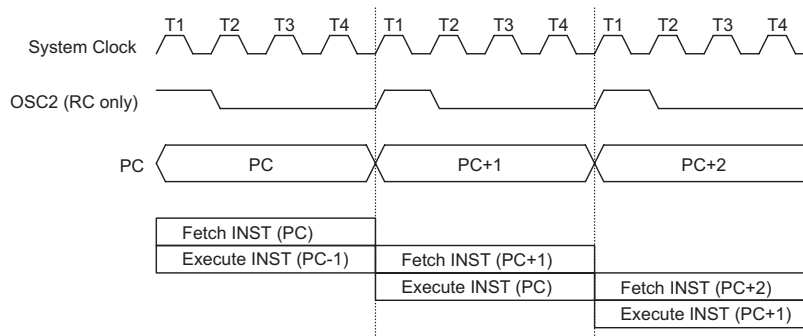 T1 T2 T3 T4 T1 T2 T3 T4 T1 T2 T3 T4
System Clock
OSC2 (RC only)
PC PC PC+1 PC+2
Fetch INST (PC)
Execute INST (PC-1) Fetch INST (PC+1)
Execute INST (PC) Fetch INST (PC+2)
Execute INST (PC+1)